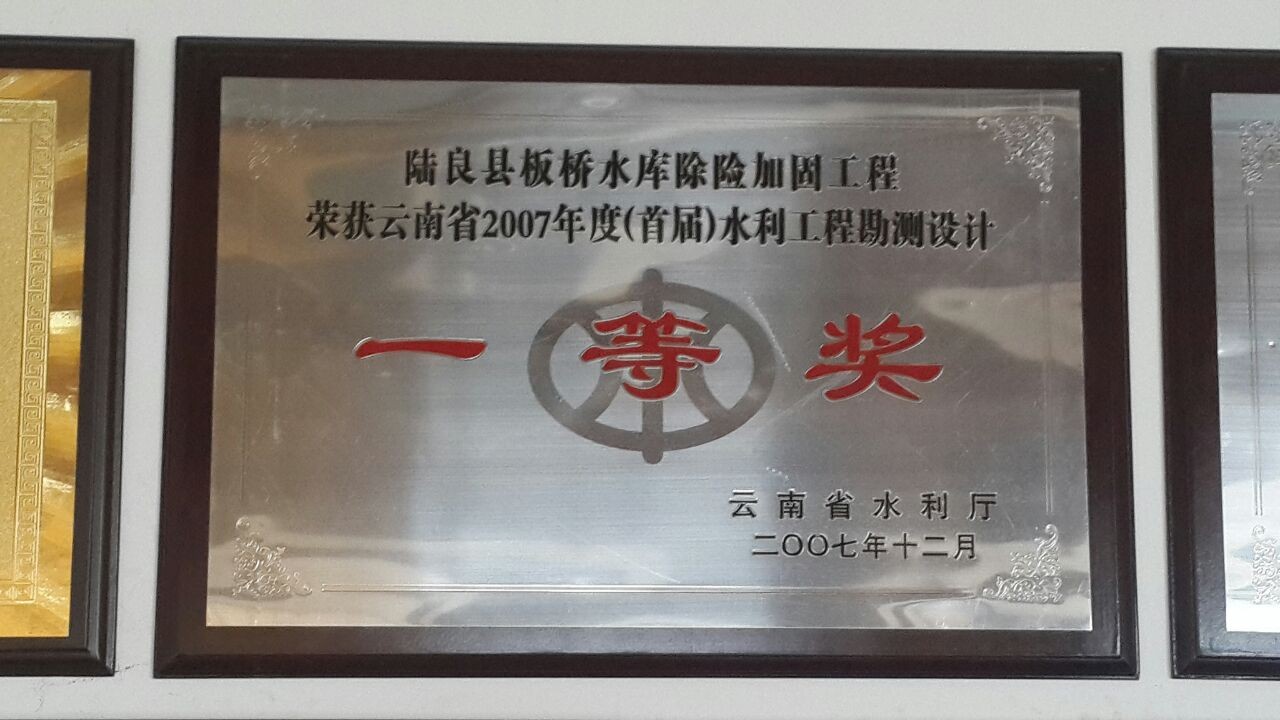 陆良县板桥水库除险加固工程
荣获云南省2007年度(首届)水利工程勘测设计
一等奖
云南省水利厅
二〇〇七年十二月